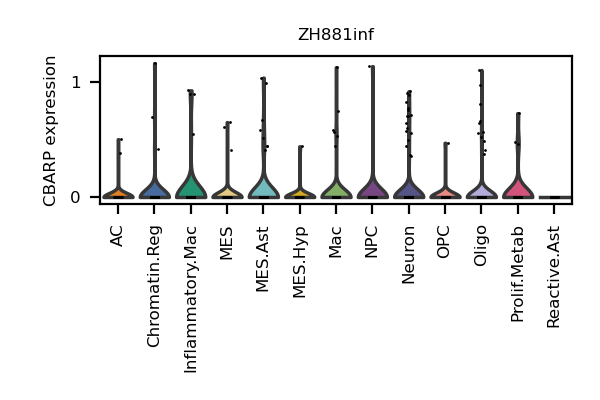 ZH881inf
CBARP expression
1
0
AC
Chromatin.Reg
Inflammatory.Mac
MES
MES.Ast
MES.Hyp
Mac
NPC
Neuron
OPC
Oligo
Prolif.Metab
Reactive.Ast